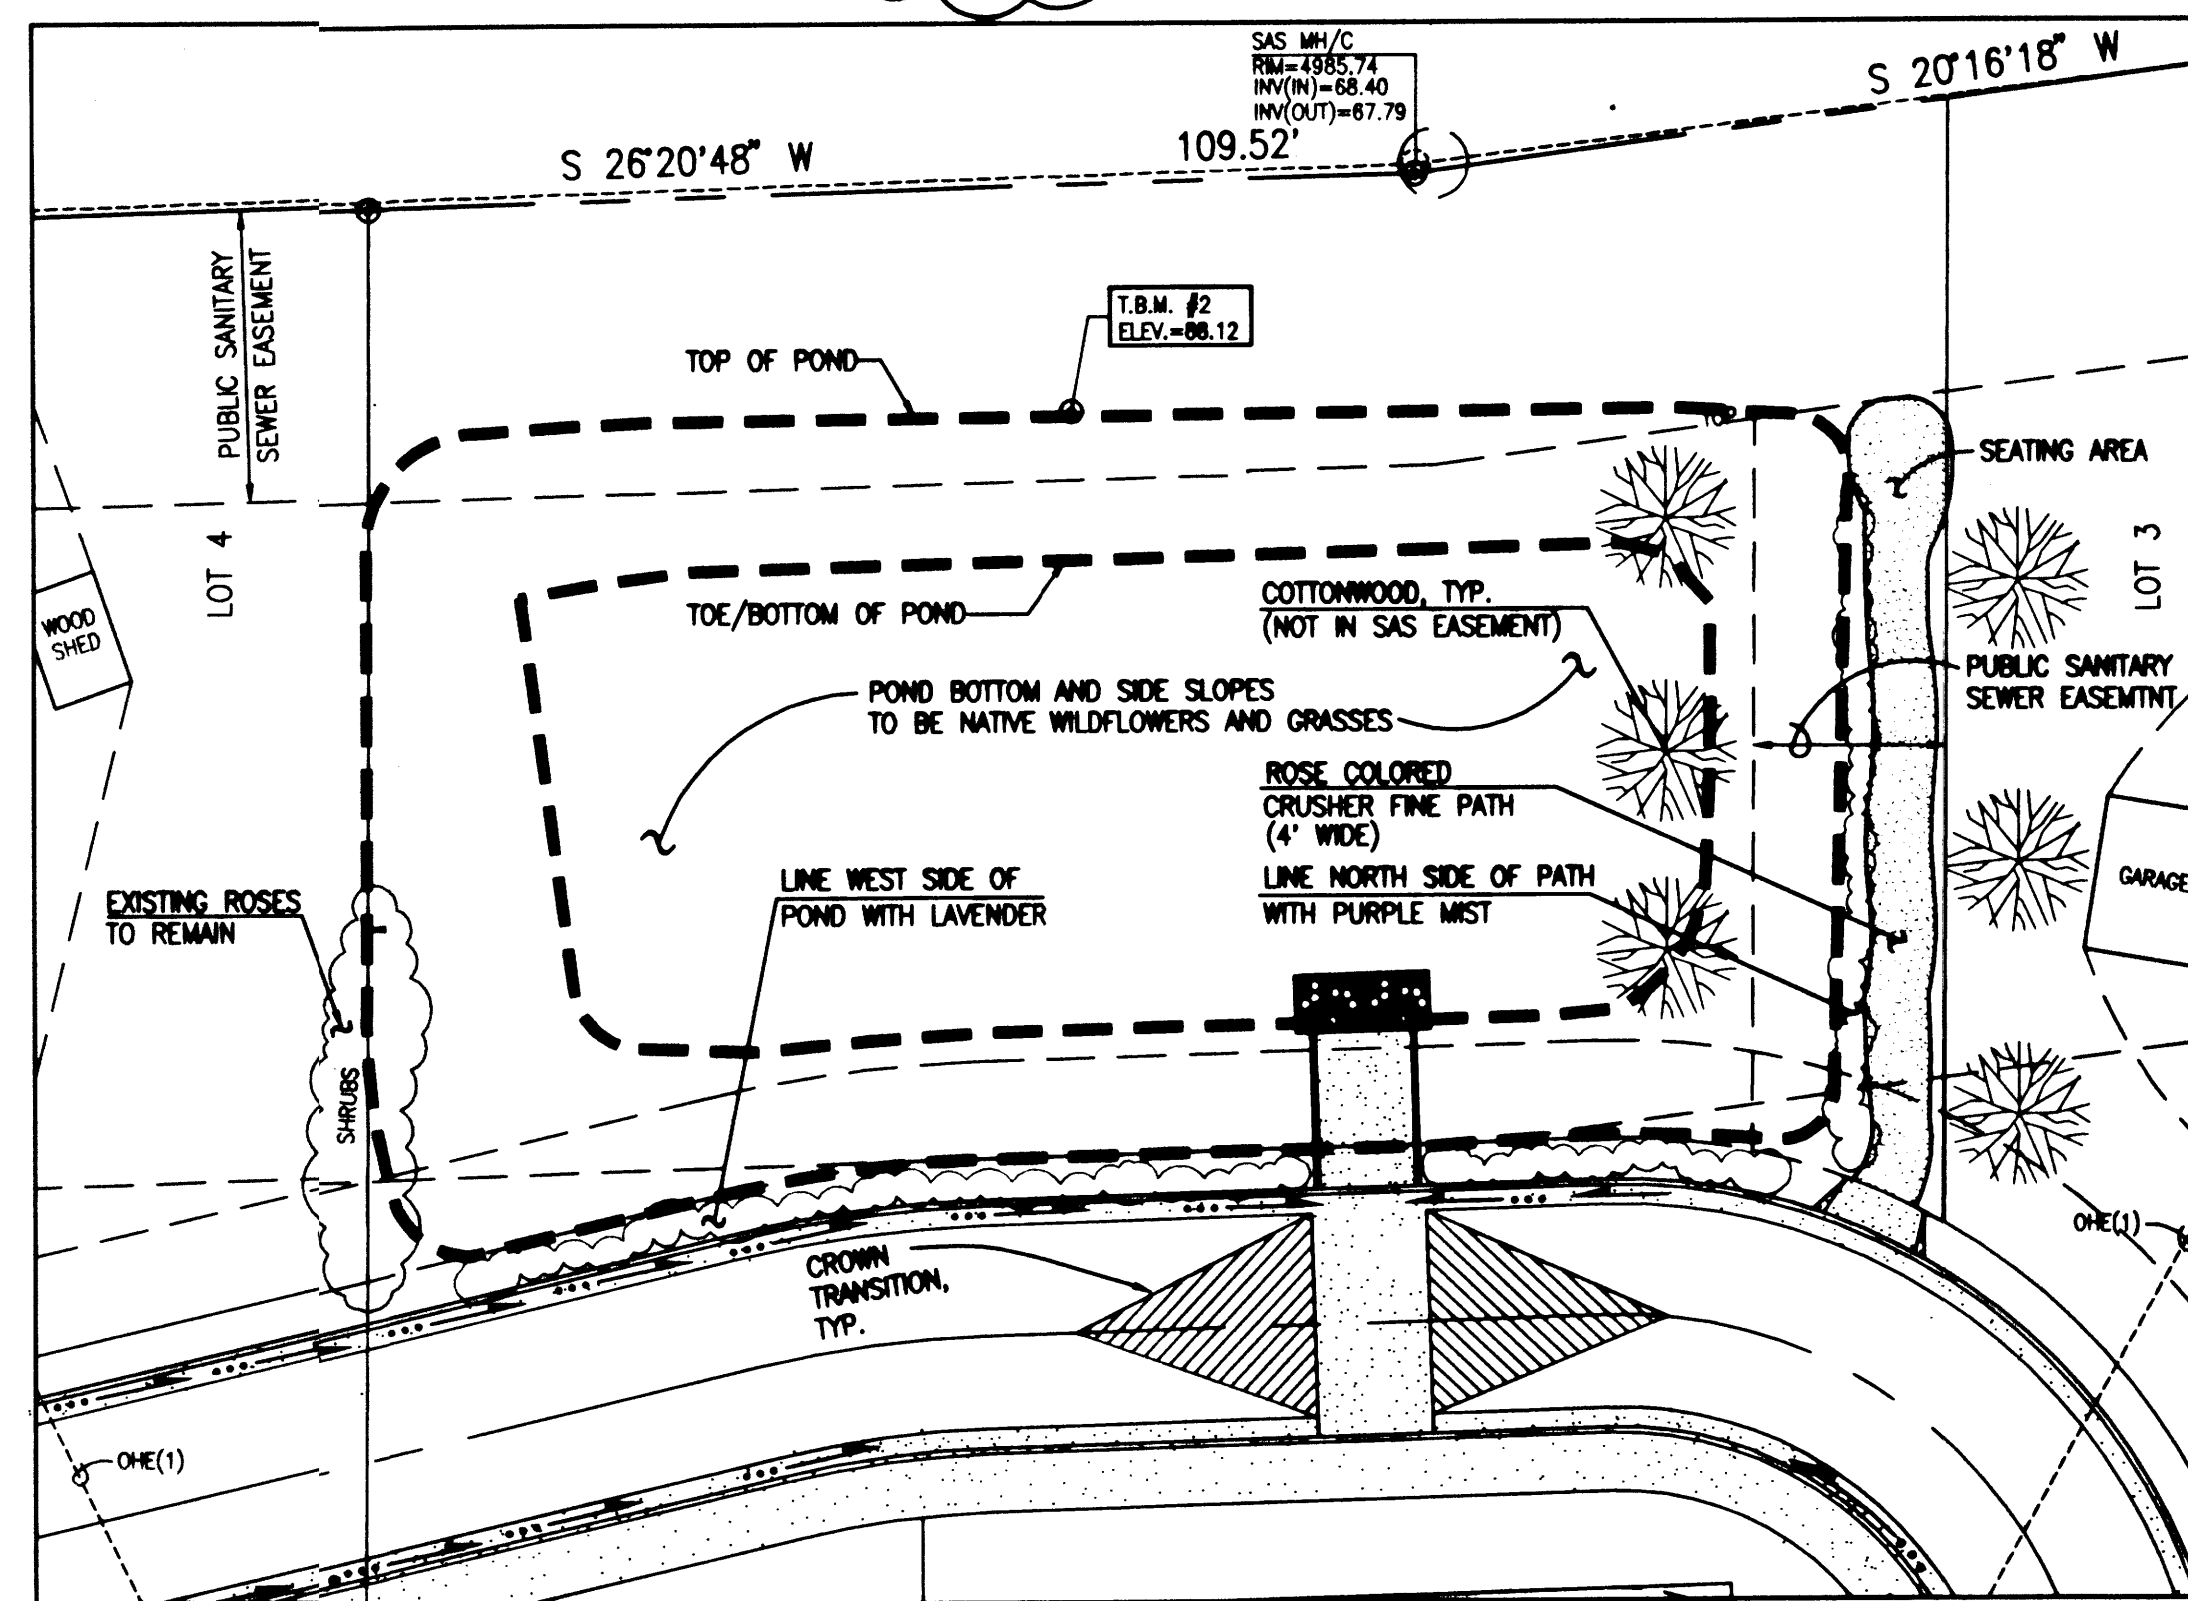 SAS MH/C
RIM=4985.74
INV(IN)=68.40
INV(OUT)=67.79
S 20°16'18" W
S 26°20'48" W
109.52'
PUBLIC SANITARY
SEWER EASEMENT
T.B.M. #2
ELEV.=88.12
TOP OF POND
TOP
SEATING AREA
LOT 4
LOT 3
WOOD
SHED
TOE/BOTTOM OF POND
COTTONWOOD, TYP.
(NOT IN SAS EASEMENT)
PUBLIC SANITARY
SEWER EASEMTNT
POND BOTTOM AND SIDE SLOPES
TO BE NATIVE WILDFLOWERS AND GRASSES
ROSE COLORED
CRUSHER FINE PATH
(4' WIDE)
LINE WEST SIDE OF
POND WITH LAVENDER
LINE NORTH SIDE OF PATH
WITH PURPLE MIST
GARAGE
EXISTING ROSES
TO REMAIN
SHRUBS
OHE(1)
CROWN
TRANSITION,
TYP.
OHE(1)